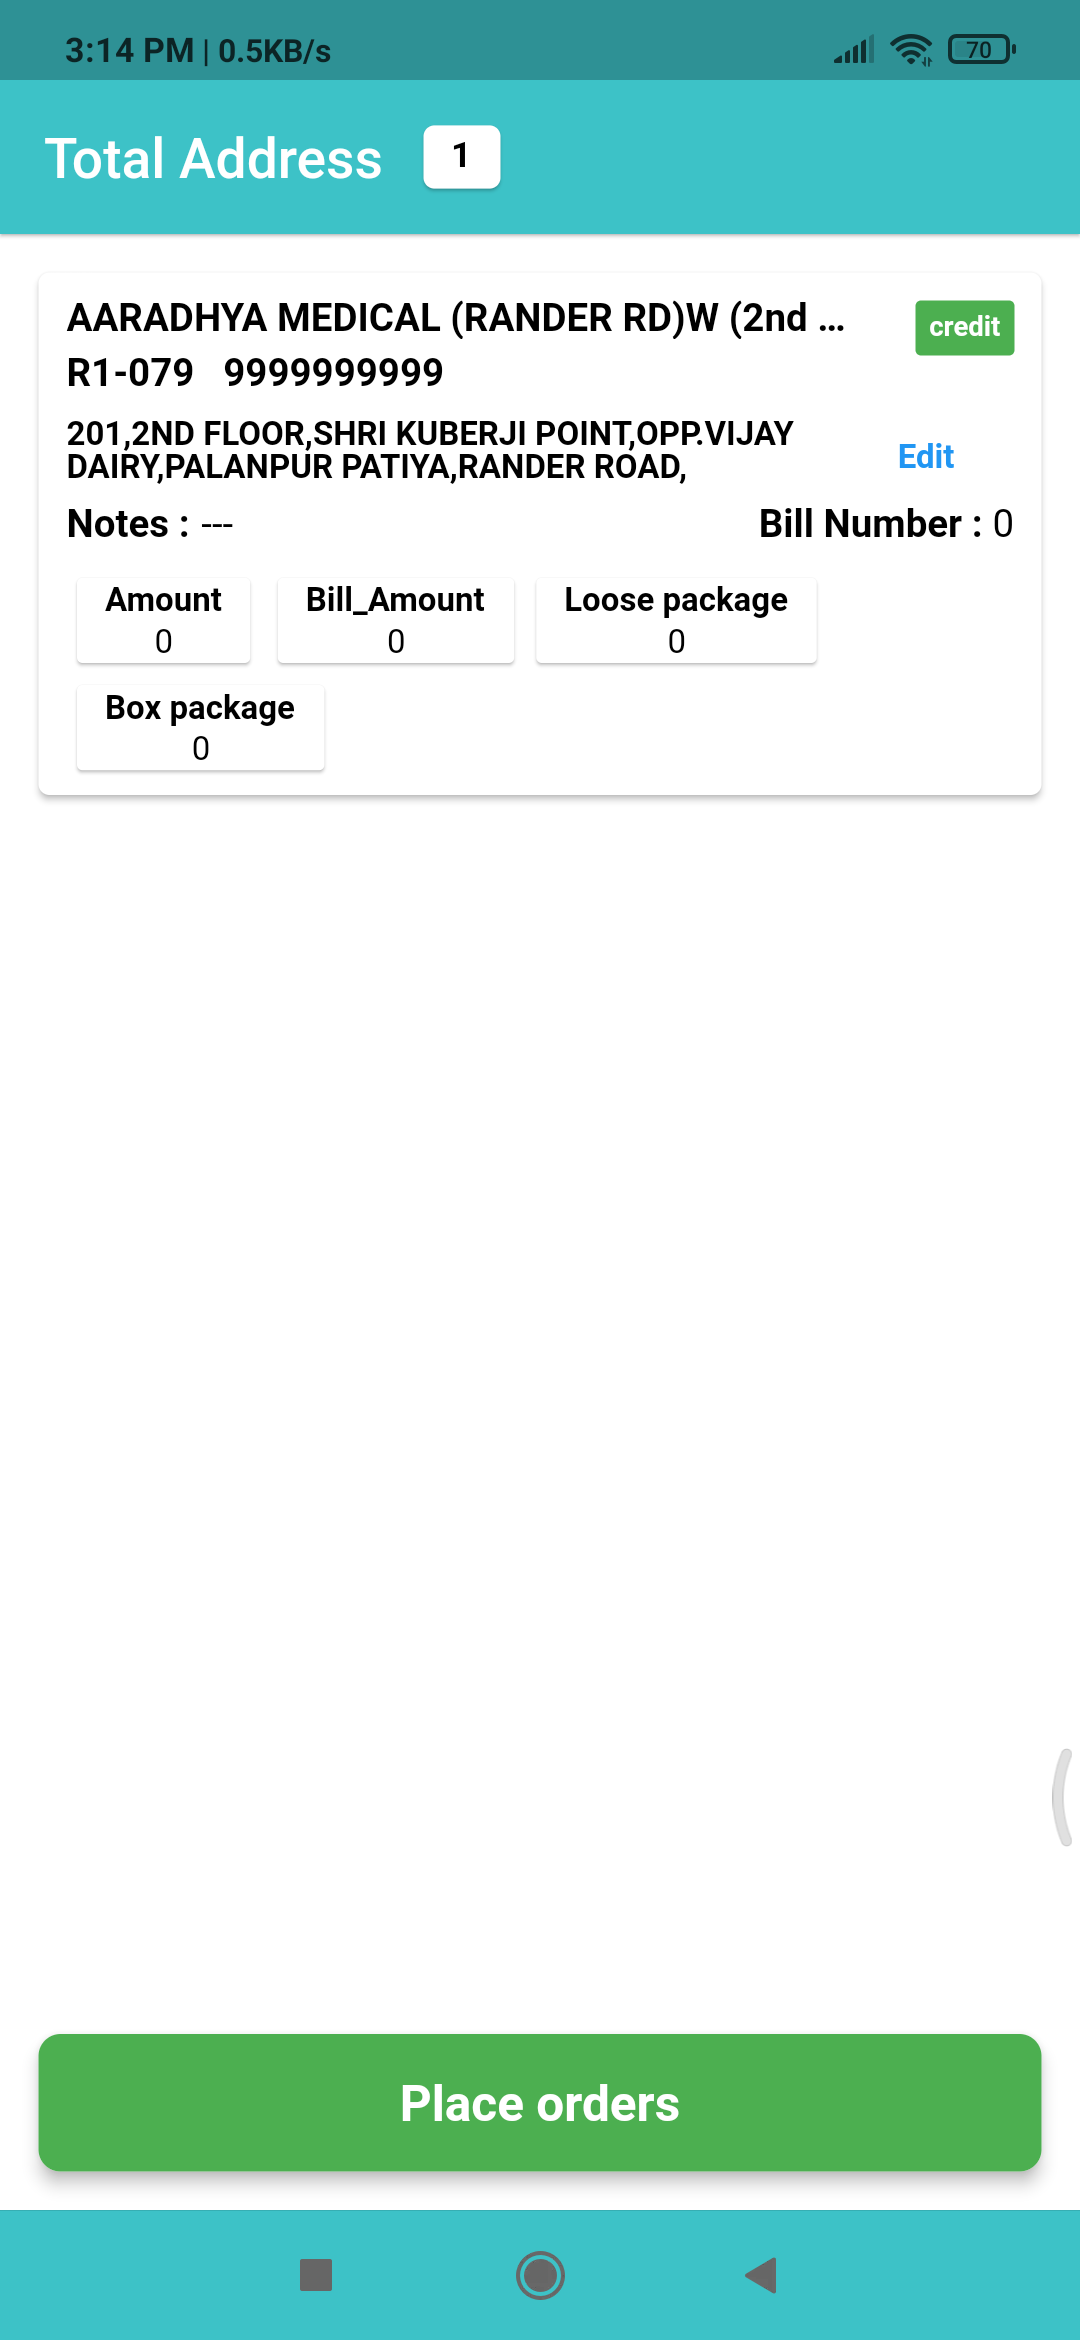 3:14 PM | 0.5KB/s 70
Total Address 1
AARADHYA MEDICAL (RANDER RD)W (2nd ...
credit
R1-079 9999999999
201,2ND FLOOR,SHRI KUBERJI POINT,OPP.VIJAY
DAIRY,PALANPUR PATIYA,RANDER ROAD,
Edit
Notes : ---
Bill Number : 0
Amount
0
Bill_Amount
0
Loose package
0
Box package
0
Place orders